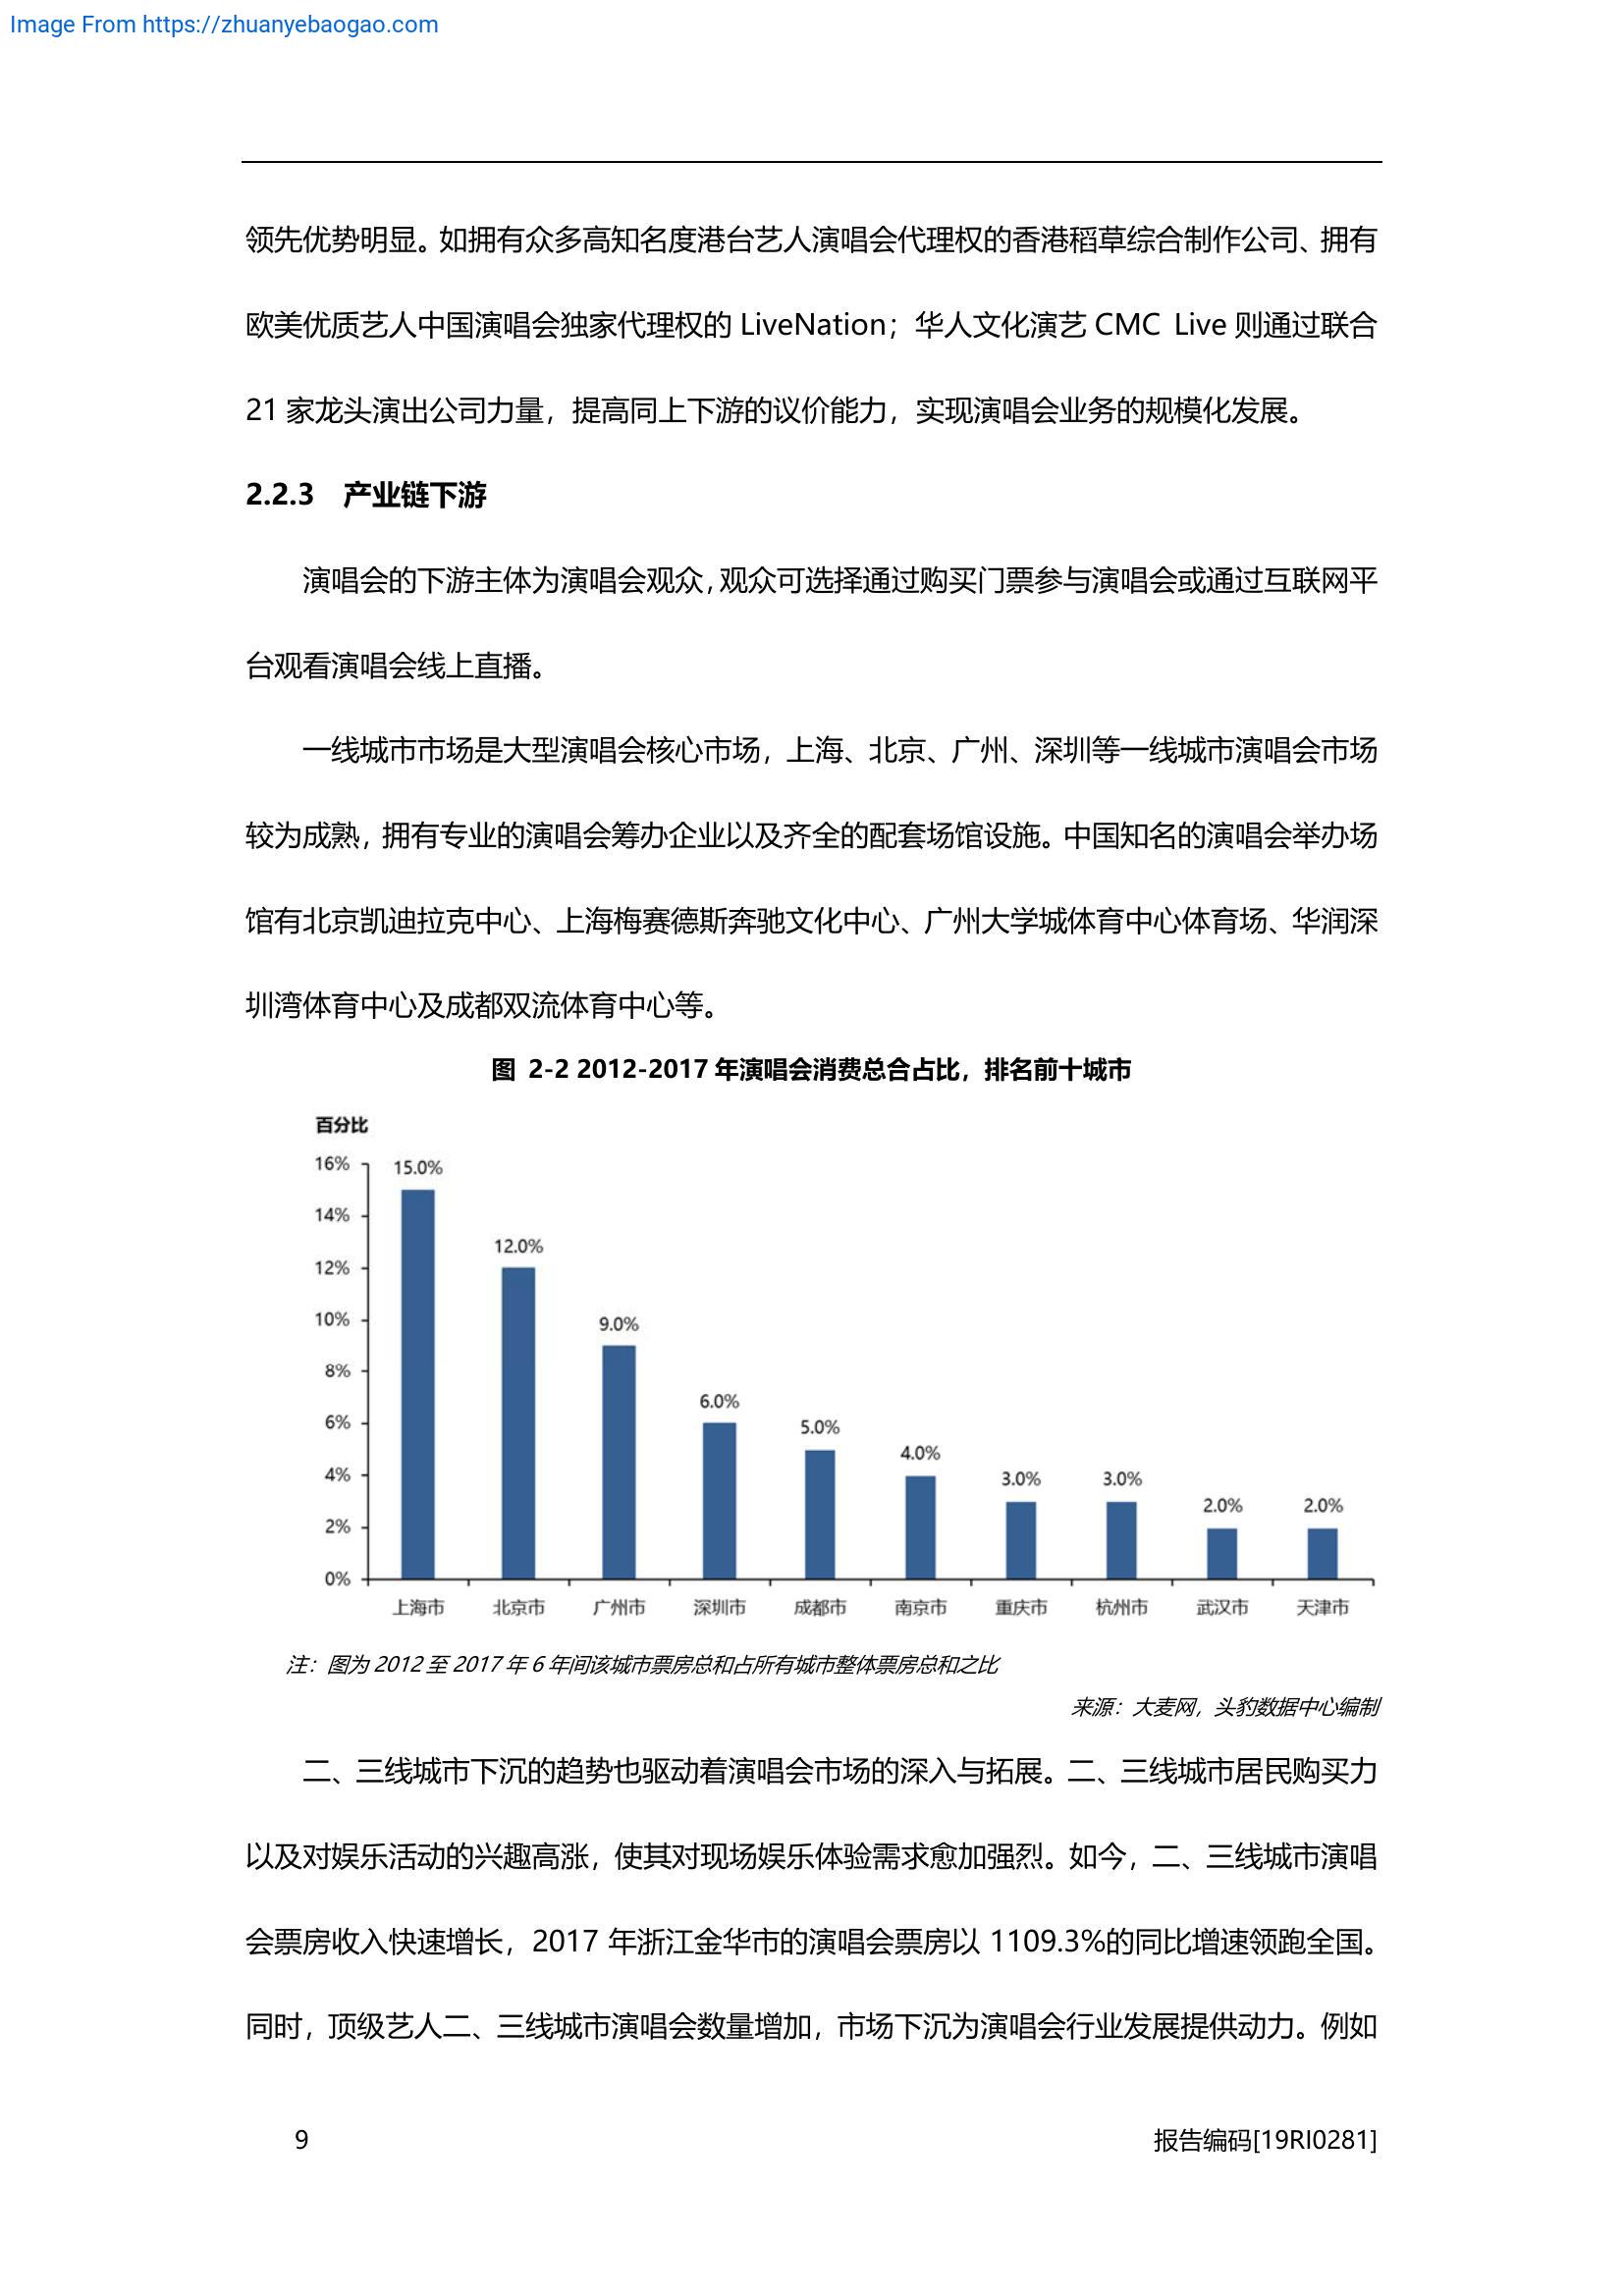 Image From https://zhuanyebaogao.com
领先优势明显。如拥有众多高知名度港台艺人演唱会代理权的香港稻草综合制作公司、拥有
欧美优质艺人中国演唱会独家代理权的 LiveNation；华人文化演艺 CMC Live 则通过联合
21 家龙头演出公司力量，提高同上下游的议价能力，实现演唱会业务的规模化发展。
2.2.3 产业链下游
演唱会的下游主体为演唱会观众，观众可选择通过购买门票参与演唱会或通过互联网平
台观看演唱会线上直播。
一线城市市场是大型演唱会核心市场，上海、北京、广州、深圳等一线城市演唱会市场
较为成熟，拥有专业的演唱会筹办企业以及齐全的配套场馆设施。中国知名的演唱会举办场
馆有北京凯迪拉克中心、上海梅赛德斯奔驰文化中心、广州大学城体育中心体育场、华润深
圳湾体育中心及成都双流体育中心等。
图 2-2 2012-2017 年演唱会消费总合占比，排名前十城市
百分比
16%
14%
12%
10%
8%
6%
4%
2%
0%
15.0% 12.0% 9.0% 6.0% 5.0% 4.0% 3.0% 3.0% 2.0% 2.0%
上海市 北京市 广州市 深圳市 成都市 南京市 重庆市 杭州市 武汉市 天津市
注：图为 2012 至 2017 年 6 年间该城市票房总和占所有城市整体票房总和之比
来源：大麦网，头豹数据中心编制
二、三线城市下沉的趋势也驱动着演唱会市场的深入与拓展。二、三线城市居民购买力
以及对娱乐活动的兴趣高涨，使其对现场娱乐体验需求愈加强烈。如今，二、三线城市演唱
会票房收入快速增长，2017 年浙江金华市的演唱会票房以 1109.3%的同比增速领跑全国。
同时，顶级艺人二、三线城市演唱会数量增加，市场下沉为演唱会行业发展提供动力。例如
9
报告编码[19RI0281]